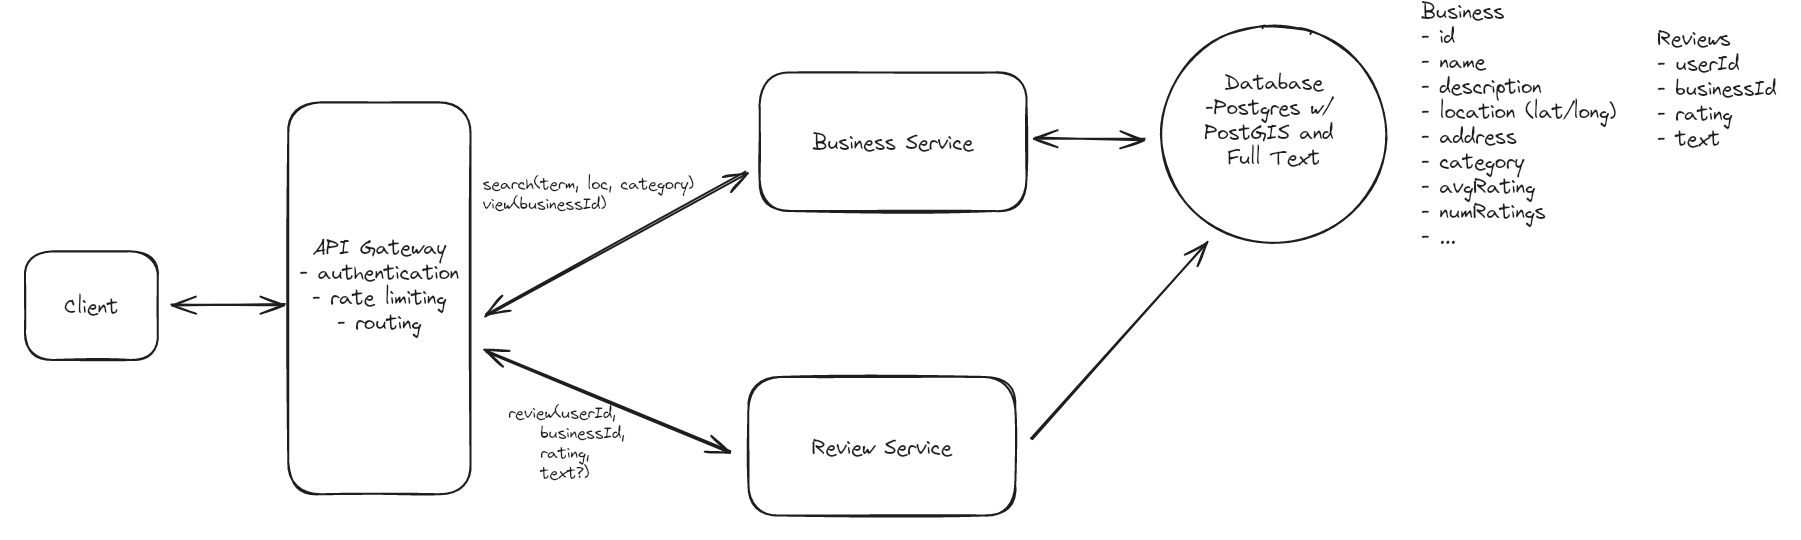 Client
API Gateway
- authentication
- rate limiting
- routing
search(term, loc, category)
view(businessId)
review(userId,
businessId,
rating,
text?)
Business Service
Review Service
Database
-Postgres w/
PostGIS and
Full Text
Business
- id
- name
- description
- location (lat/long)
- address
- category
- avgRating
- numRatings
- ...
Reviews
- userId
- businessId
- rating
- text